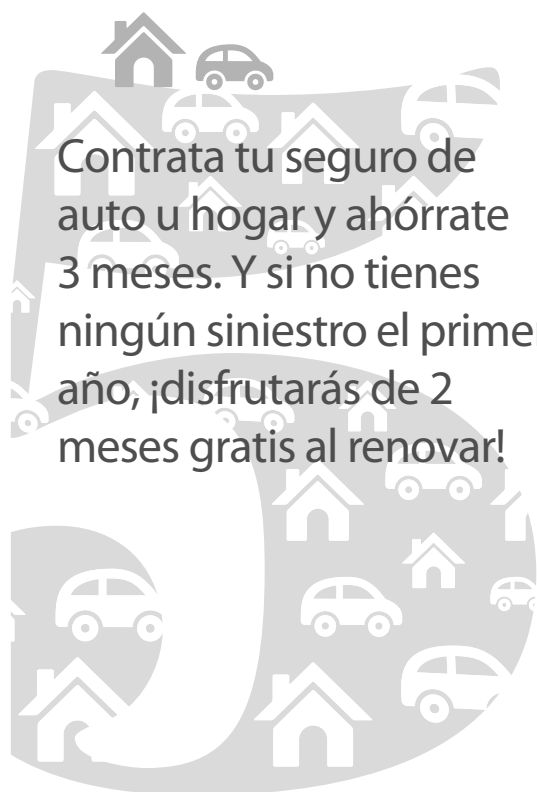 Contrata tu seguro de
auto u hogar y ahórrate
3 meses. Y si no tienes
ningún siniestro el primer
año, ¡disfrutarás de 2
meses gratis al renovar!